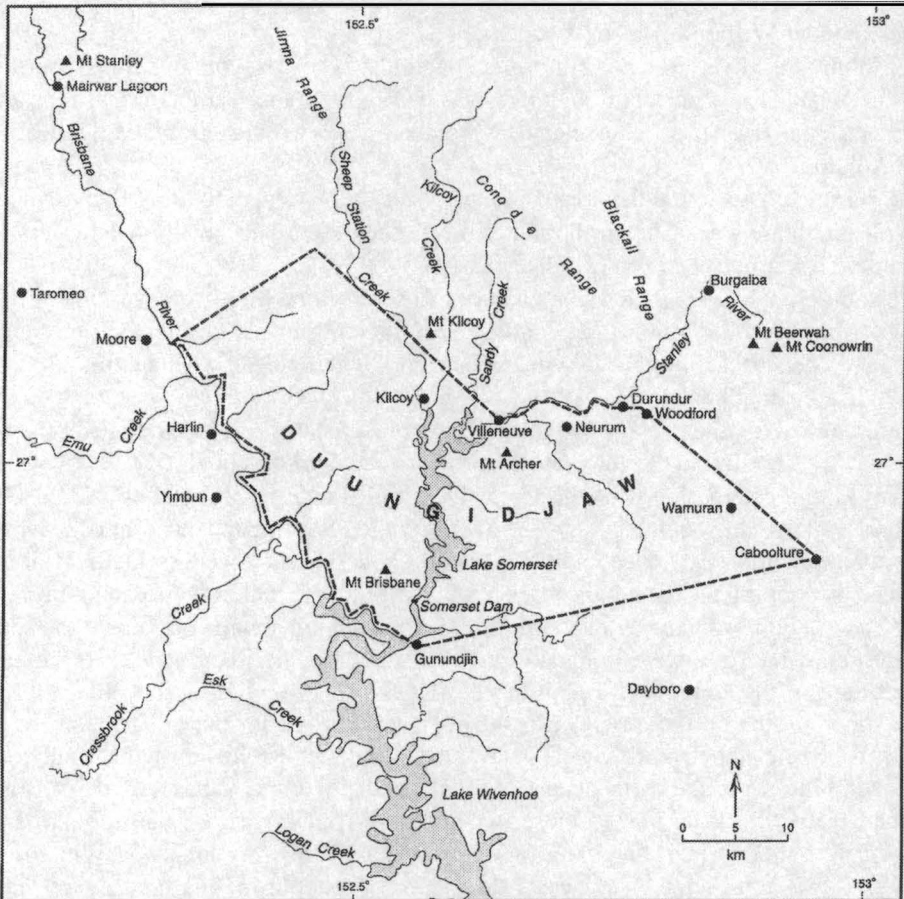 152.5°
153°
Mt Stanley
Mairwar Lagoon
Jimna Range
Brisbane River
Sheep Station Creek
Kilcoy Creek
Conode Range
Blackall Range
Sandy Creek
Taromeo
Burgalba
Stanley River
Mt Kilcoy
Mt Beerwah
Mt Coonowrin
Moore
Kilcoy
Durundur
Woodford
Villeneuve
Neurum
Emu Creek
Harlin
27°
27°
Mt Archer
DUUNGIDJAW
Yimbun
Wamuran
Caboolture
Lake Somerset
Mt Brisbane
Somerset Dam
Gunundjin
Cressbrook Creek
Esk Creek
Dayboro
Lake Wivenhoe
N
0 5 10
km
Logan Creek
152.5°
153°